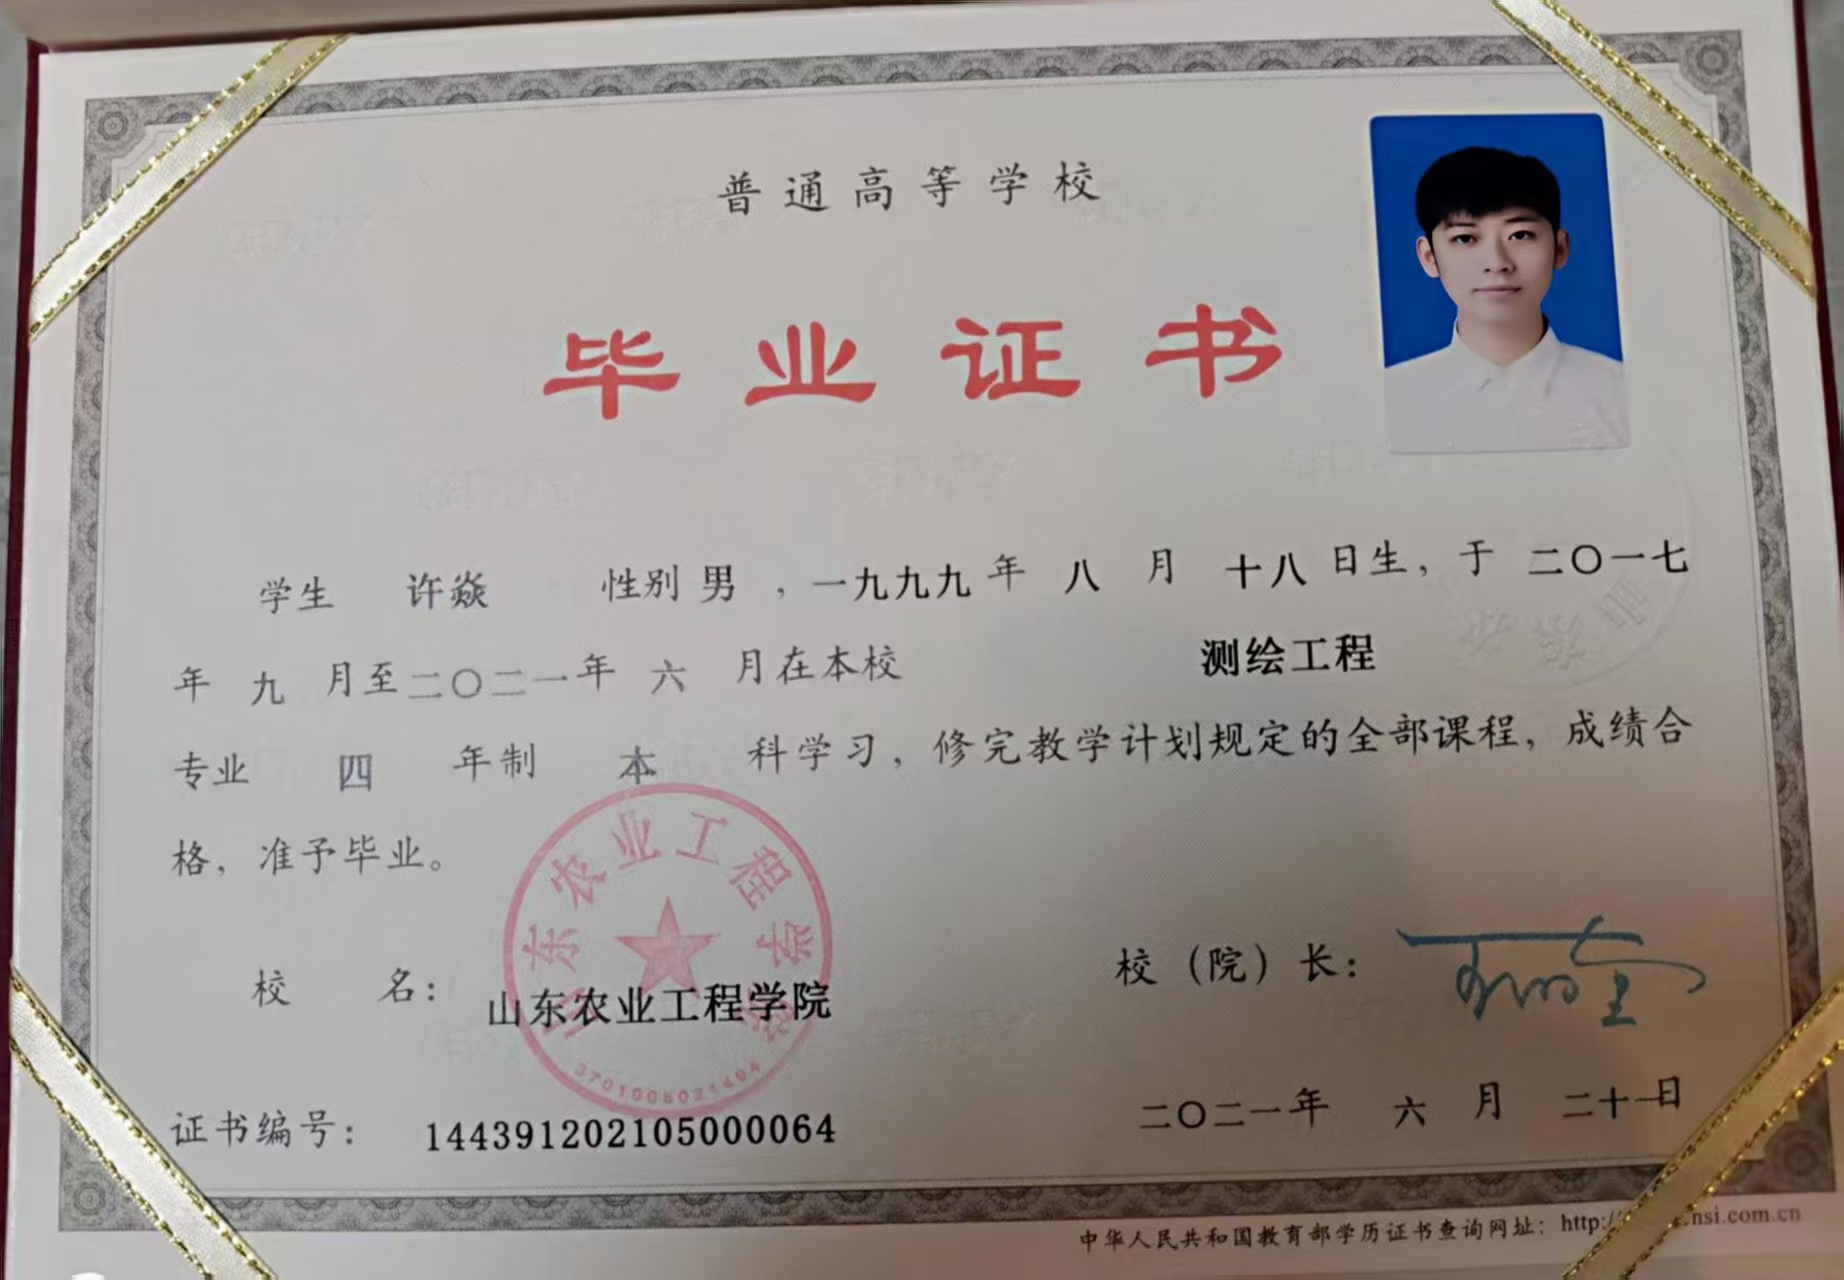 普通高等学校
毕业证书
学生 许焱 性别 男 ，一九九九 年 八 月 十八 日生，于 二〇一七
年 九 月至 二〇二一 年 六 月在本校 测绘工程
专业 四 年制 本 科学习，修完教学计划规定的全部课程，成绩合
格，准予毕业。
山东农业工程学院
3701008021494
校 名： 山东农业工程学院
校（院）长：
证书编号： 144391202105000064
二〇二一 年 六 月 二十一日
中华人民共和国教育部学历证书查询网址：http://
nsi.com.cn